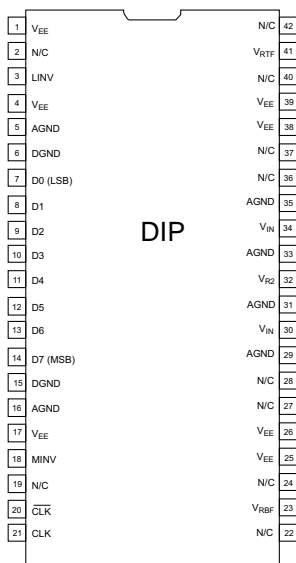 1 VEE N/C 42
2 N/C VRTF 41
3 LINV N/C 40
4 VEE VEE 39
5 AGND VEE 38
6 DGND N/C 37
7 D0 (LSB) N/C 36
8 D1 AGND 35
9 D2 DIP VIN 34
10 D3 AGND 33
11 D4 VR2 32
12 D5 AGND 31
13 D6 VIN 30
14 D7 (MSB) AGND 29
15 DGND N/C 28
16 AGND N/C 27
17 VEE VEE 26
18 MINV VEE 25
19 N/C N/C 24
20 C̅L̅K̅ VRBF 23
21 CLK N/C 22